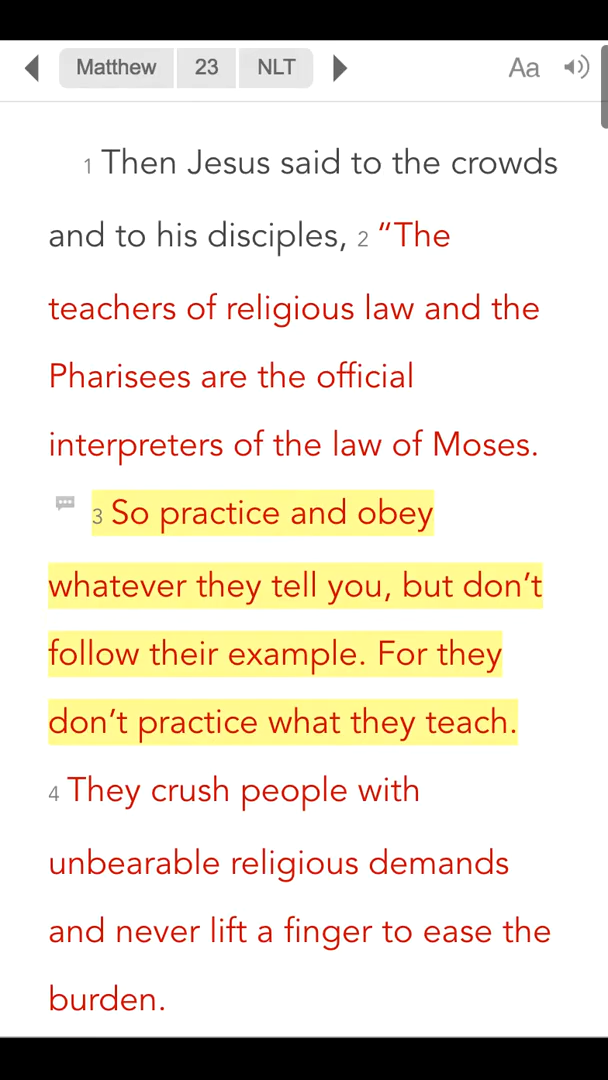 Matthew 23 NLT Aa
1 Then Jesus said to the crowds
and to his disciples, 2 “The
teachers of religious law and the
Pharisees are the official
interpreters of the law of Moses.
3 So practice and obey
whatever they tell you, but don’t
follow their example. For they
don’t practice what they teach.
4 They crush people with
unbearable religious demands
and never lift a finger to ease the
burden.